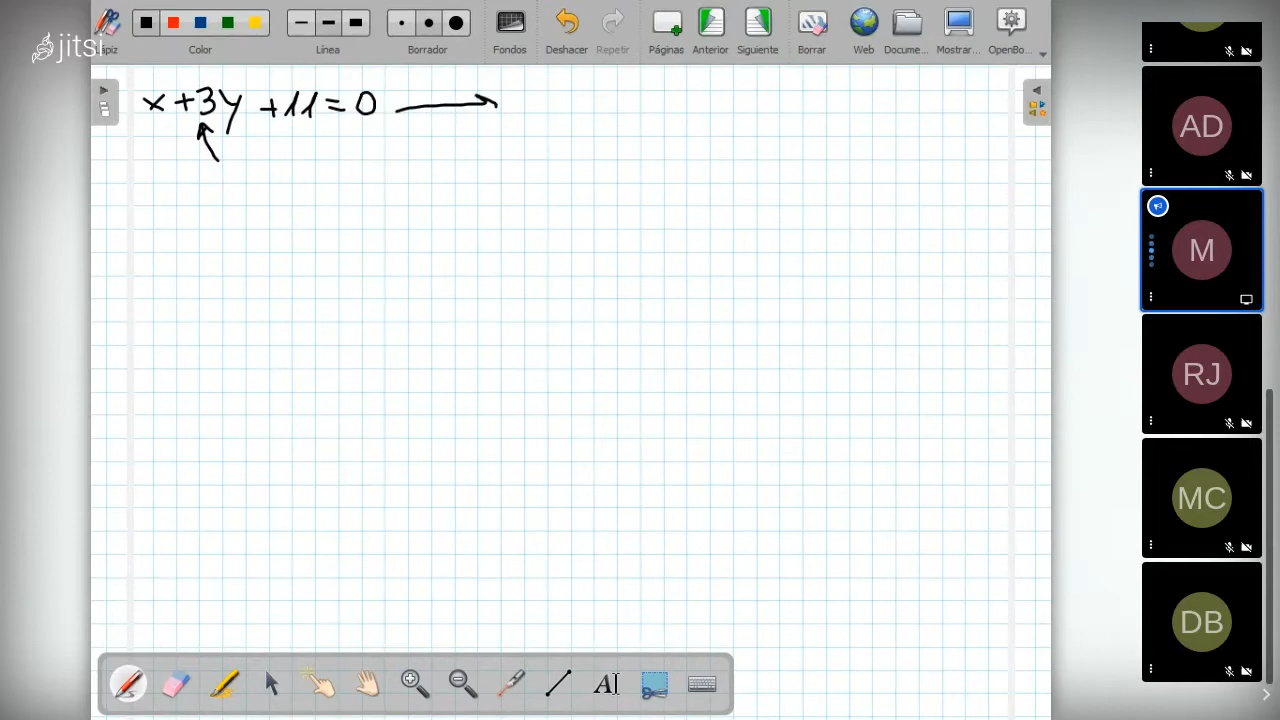 jitsi
Color
Línea
Borrador
Fondos
Deshacer
Repetir
Páginas
Anterior
Siguiente
Borrar
Web
Docume...
Mostrar...
OpenBo...
x + 3y + 11 = 0 →
AD
M
RJ
MC
DB